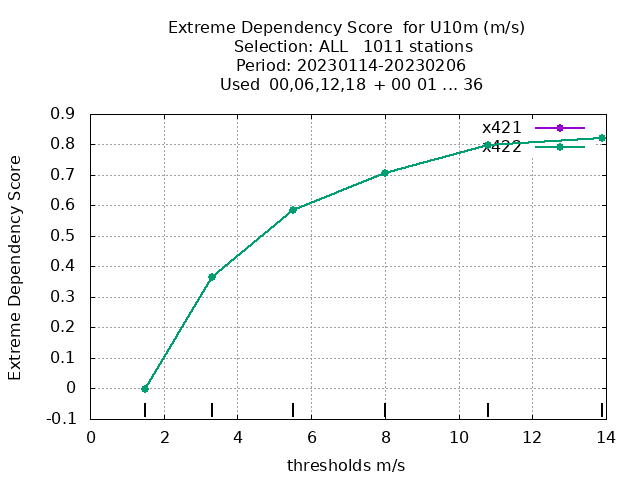 Extreme Dependency Score  for U10m (m/s)
Selection: ALL   1011 stations
Period: 20230114-20230206
Used  00,06,12,18  + 00 01 ... 36
x421
x422
Extreme Dependency Score
0.9
0.8
0.7
0.6
0.5
0.4
0.3
0.2
0.1
0
-0.1
0 2 4 6 8 10 12 14
thresholds m/s